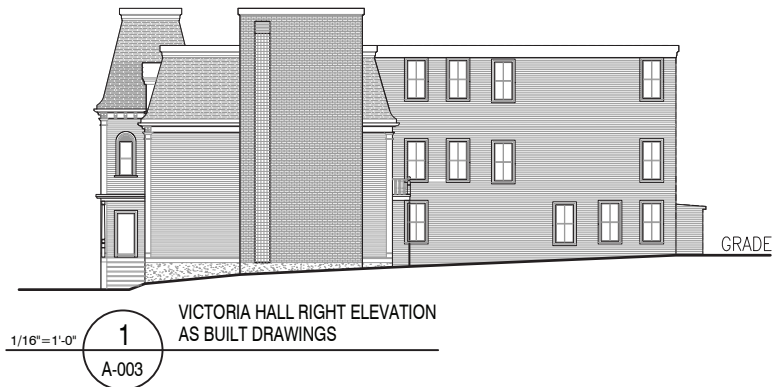 GRADE
VICTORIA HALL RIGHT ELEVATION
AS BUILT DRAWINGS
1/16"=1'-0"
1
A-003